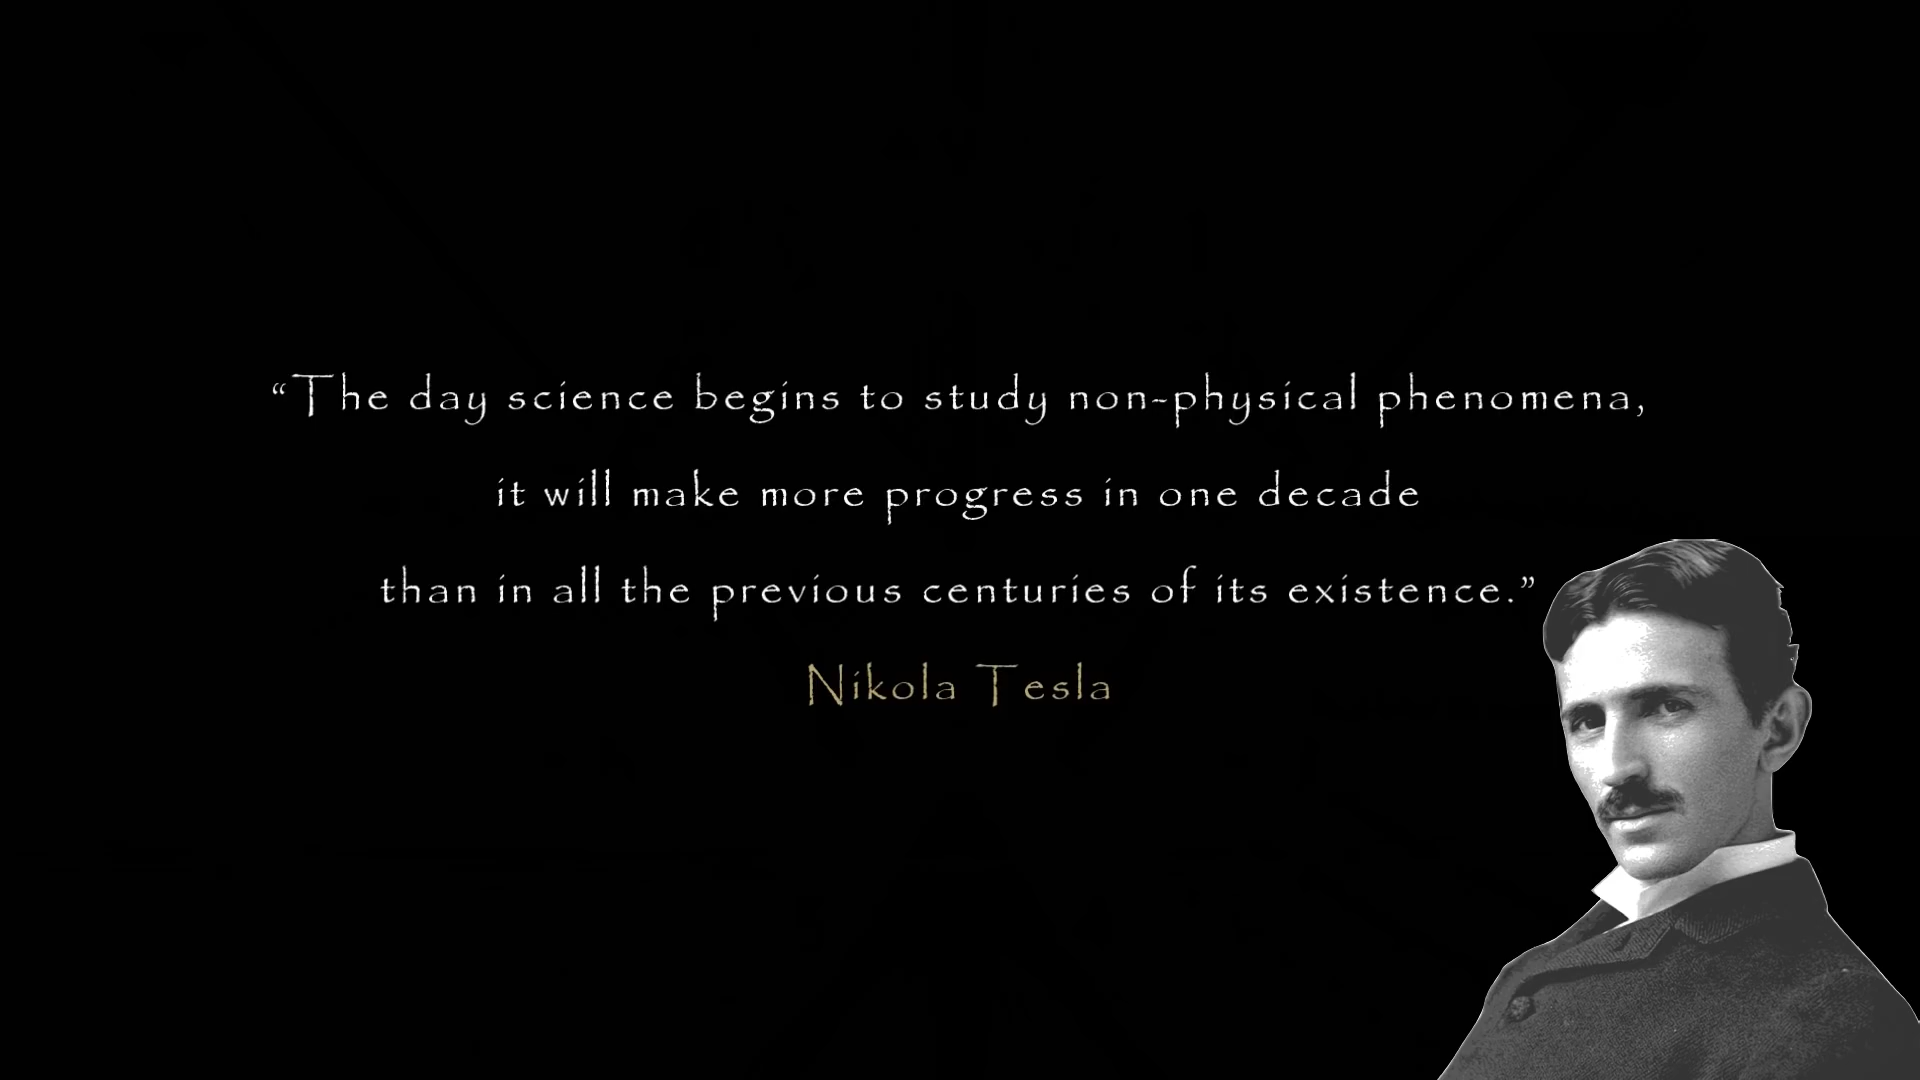 “The day science begins to study non-physical phenomena,
it will make more progress in one decade
than in all the previous centuries of its existence.”
Nikola Tesla